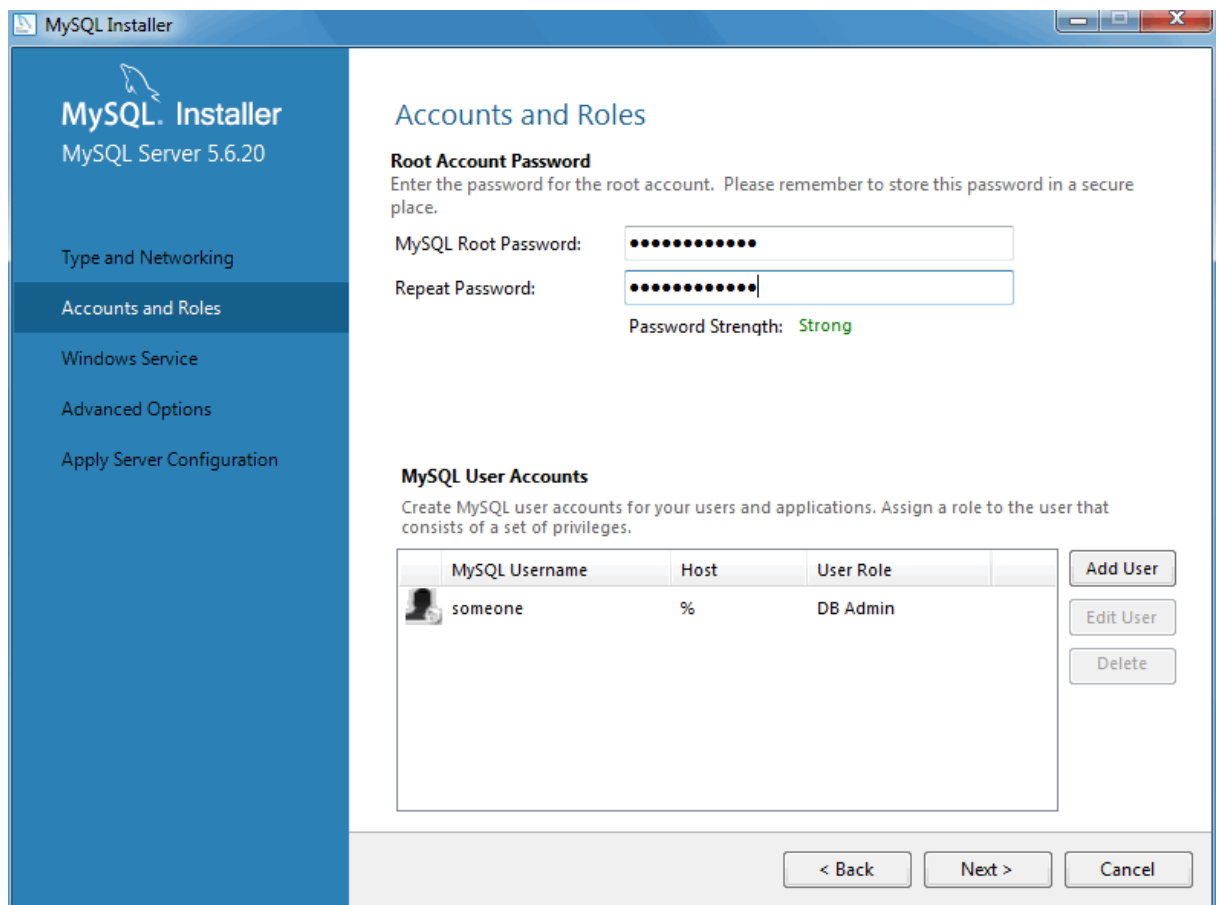 MySQL Installer
MySQL. Installer
MySQL Server 5.6.20
Type and Networking
Accounts and Roles
Windows Service
Advanced Options
Apply Server Configuration
Accounts and Roles
Root Account Password
Enter the password for the root account.  Please remember to store this password in a secure
place.
MySQL Root Password: ●●●●●●●●●●●●
Repeat Password: ●●●●●●●●●●●●
Password Strength: Strong
MySQL User Accounts
Create MySQL user accounts for your users and applications. Assign a role to the user that
consists of a set of privileges.
MySQL Username Host User Role
someone % DB Admin
Add User
Edit User
Delete
< Back Next > Cancel